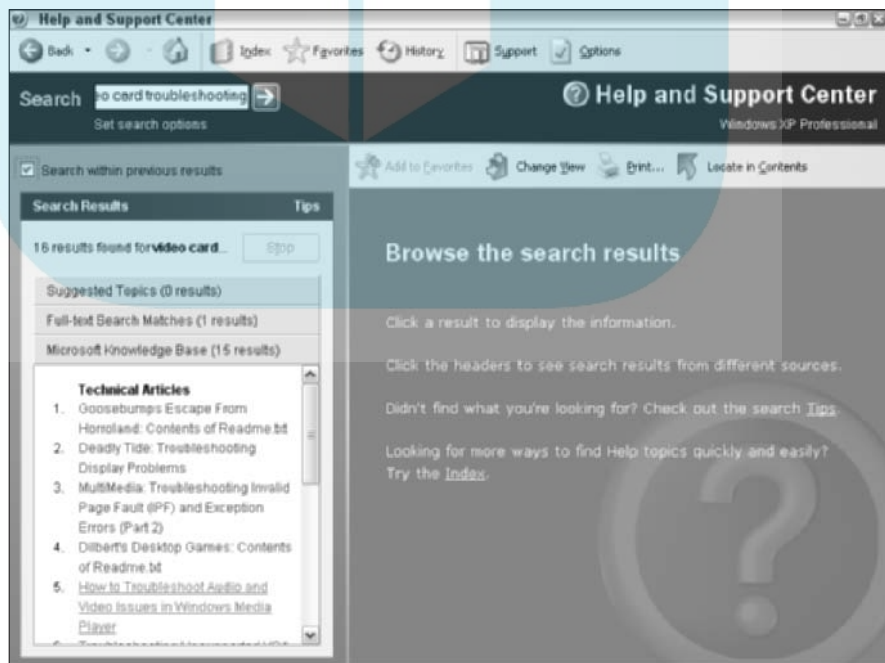 Help and Support Center
Back
Index
Favorites
History
Support
Options
Search
eo card troubleshooting
Set search options
Help and Support Center
Windows XP Professional
Search within previous results
Add to Favorites
Change View
Print...
Locate in Contents
Search Results
Tips
16 results found for video card...
Stop
Suggested Topics (0 results)
Full-text Search Matches (1 results)
Microsoft Knowledge Base (15 results)
Technical Articles
1. Goosebumps Escape From
Horroland: Contents of Readme.txt
2. Deadly Tide: Troubleshooting
Display Problems
3. MultiMedia: Troubleshooting Invalid
Page Fault (IPF) and Exception
Errors (Part 2)
4. Dilbert's Desktop Games: Contents
of Readme.txt
5. How to Troubleshoot Audio and
Video Issues in Windows Media
Player
Browse the search results
Click a result to display the information.
Click the headers to see search results from different sources.
Didn't find what you're looking for? Check out the search Tips.
Looking for more ways to find Help topics quickly and easily?
Try the Index.